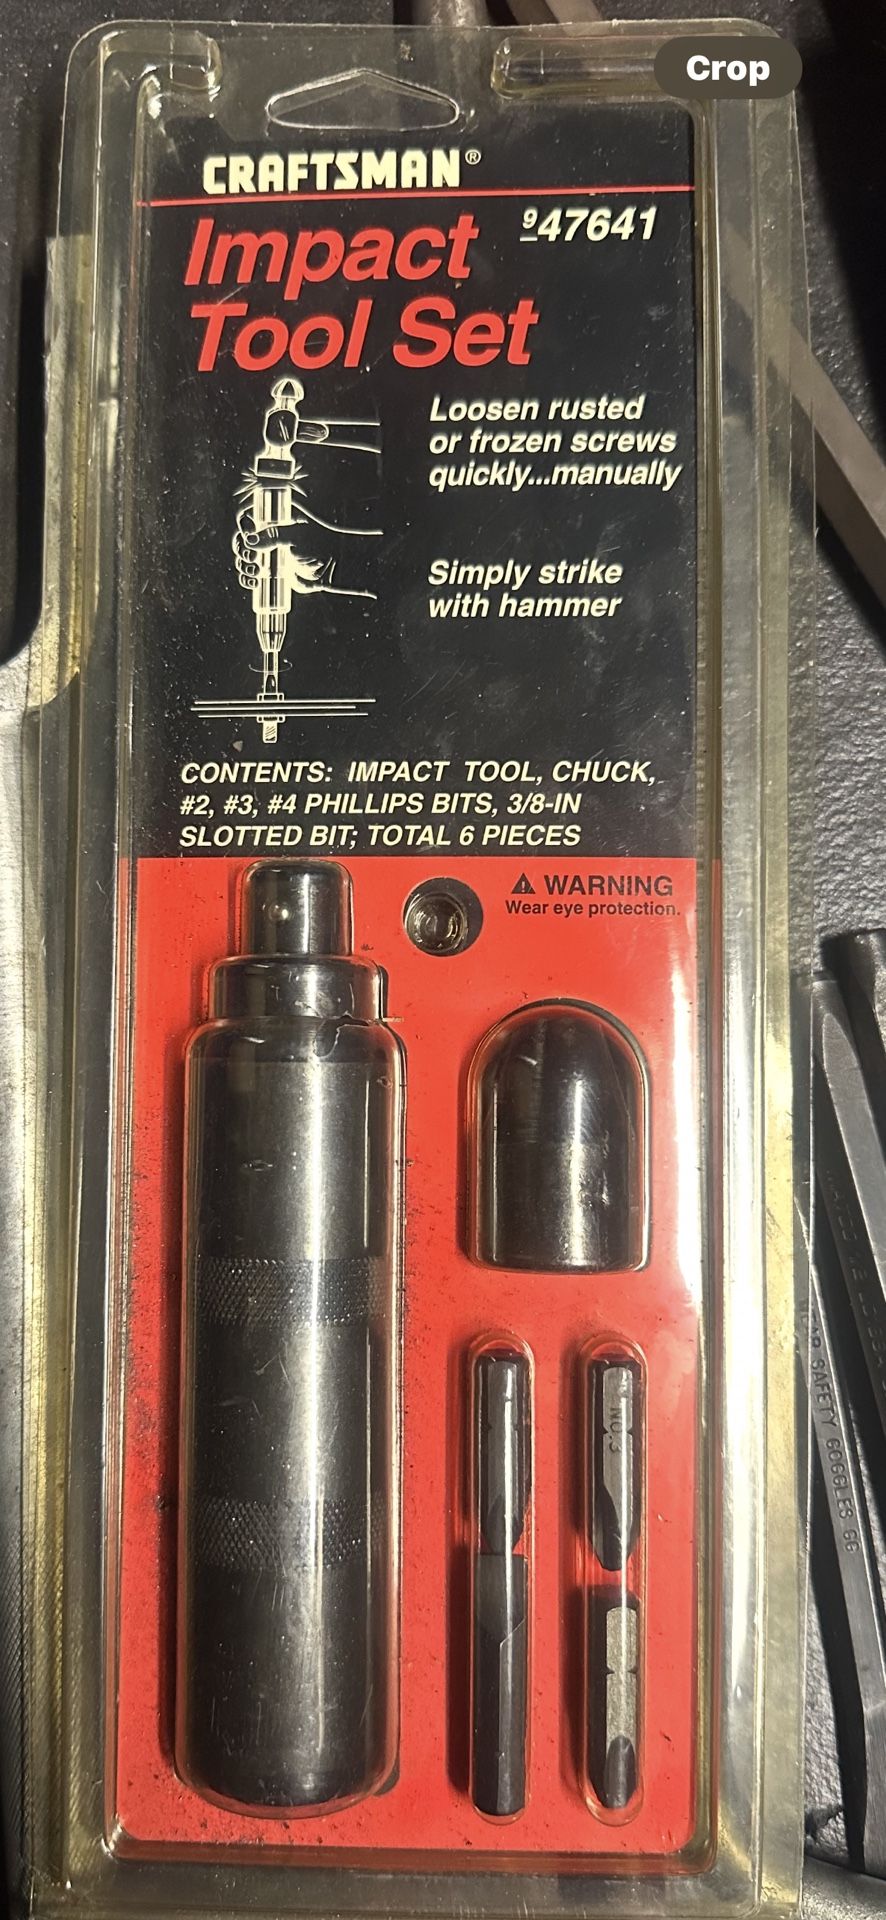 Crop
CRAFTSMAN®
Impact
Tool Set
947641
Loosen rusted
or frozen screws
quickly...manually
Simply strike
with hammer
CONTENTS: IMPACT TOOL, CHUCK,
#2, #3, #4 PHILLIPS BITS, 3/8-IN
SLOTTED BIT; TOTAL 6 PIECES
⚠ WARNING
Wear eye protection.
NO.3
SAFETY GOGGLES